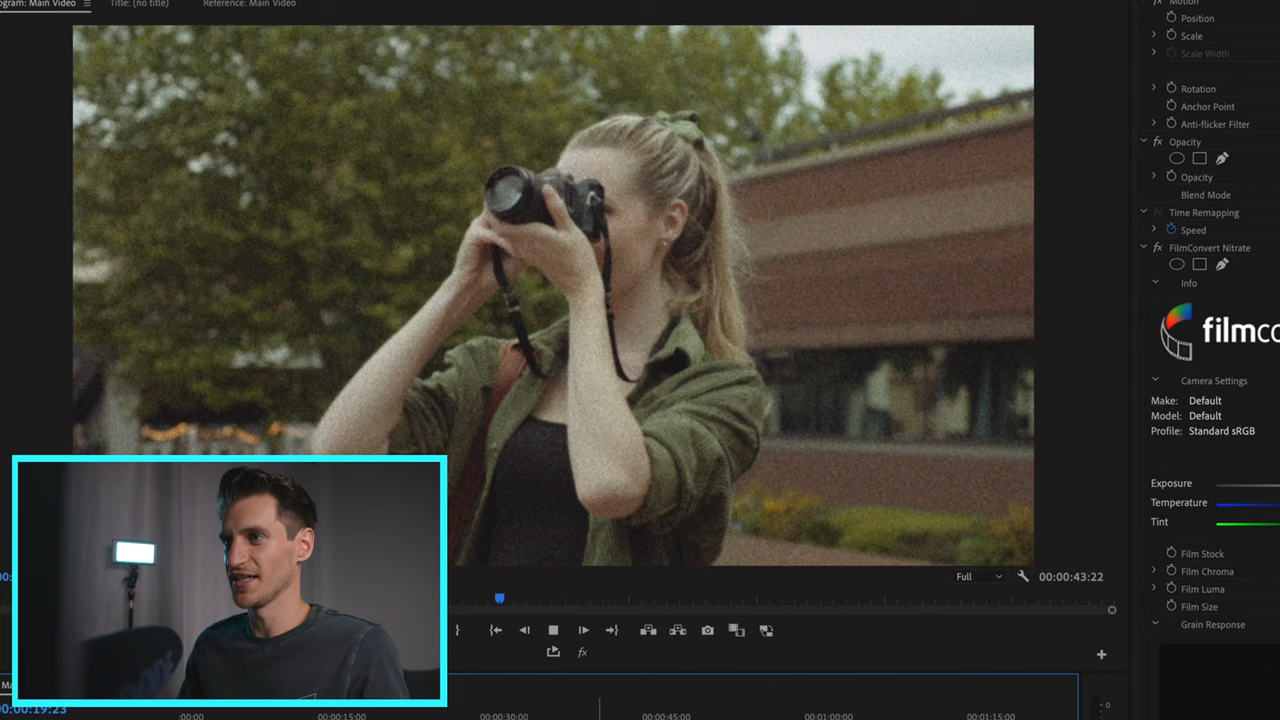 ogram: Main Video
Title: (no title)
Reference: Main Video
Motion
Position
Scale
Scale Width
Rotation
Anchor Point
Anti-flicker Filter
fx Opacity
Opacity
Blend Mode
fx Time Remapping
Speed
fx FilmConvert Nitrate
Info
filmco
Camera Settings
Make: Default
Model: Default
Profile: Standard sRGB
Exposure
Temperature
Tint
Film Stock
Film Chroma
Film Luma
Film Size
Grain Response
Full
00:00:43:22
fx
00:00:19:23
:00:00
00:00:15:00
00:00:30:00
00:00:45:00
00:01:00:00
00:01:15:00
0